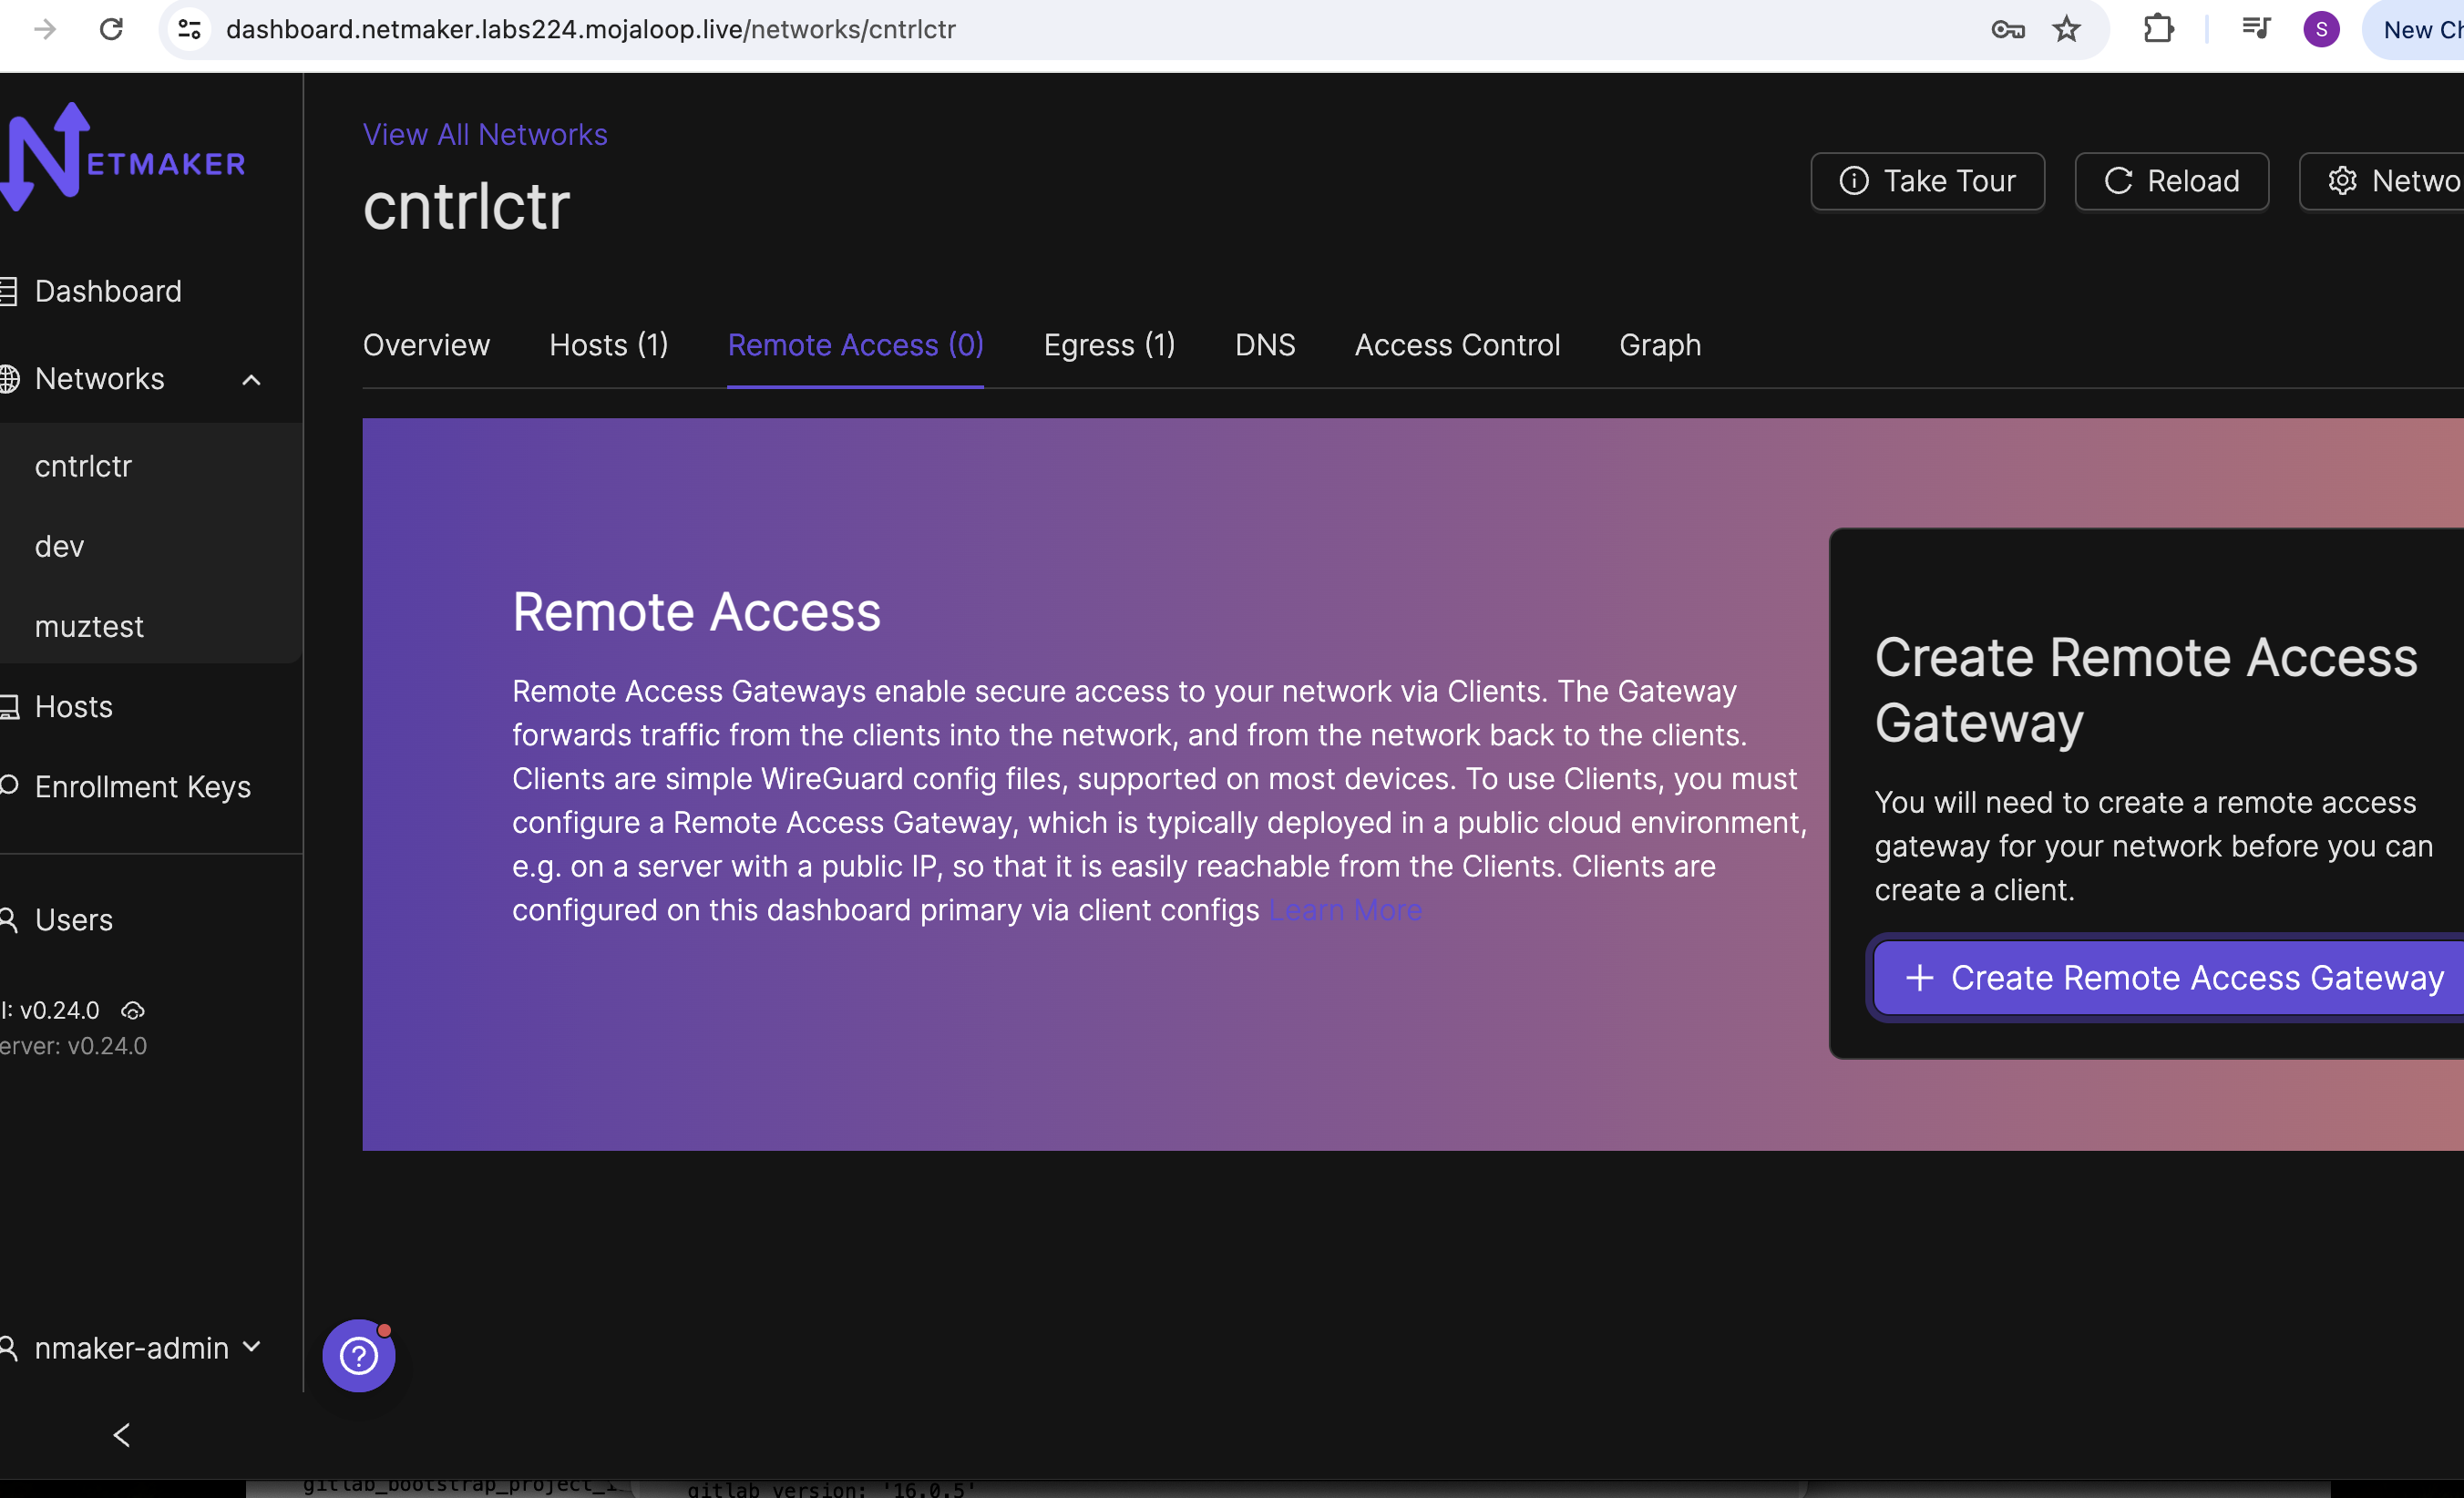 dashboard.netmaker.labs224.mojaloop.live/networks/cntrlctr
S
New Ch
NETMAKER
View All Networks
cntrlctr
Take Tour
Reload
Netwo
Dashboard
Networks
cntrlctr
dev
muztest
Hosts
Enrollment Keys
Users
I: v0.24.0
erver: v0.24.0
nmaker-admin
Overview
Hosts (1)
Remote Access (0)
Egress (1)
DNS
Access Control
Graph
Remote Access
Remote Access Gateways enable secure access to your network via Clients. The Gateway
forwards traffic from the clients into the network, and from the network back to the clients.
Clients are simple WireGuard config files, supported on most devices. To use Clients, you must
configure a Remote Access Gateway, which is typically deployed in a public cloud environment,
e.g. on a server with a public IP, so that it is easily reachable from the Clients. Clients are
configured on this dashboard primary via client configs Learn More
Create Remote Access
Gateway
You will need to create a remote access
gateway for your network before you can
create a client.
+ Create Remote Access Gateway
gitlab version: '16.0.5'